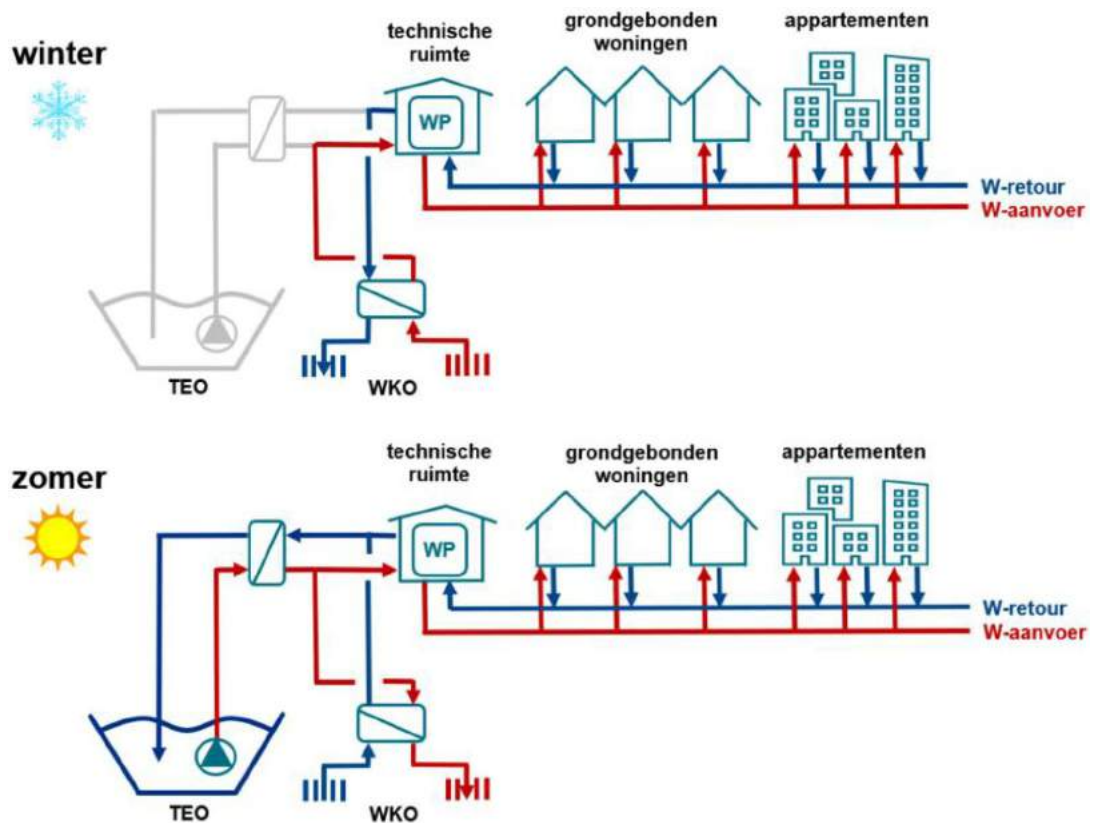 winter
technische
ruimte
grondgebonden
woningen
appartementen
WP
W-retour
W-aanvoer
TEO
WKO
zomer
technische
ruimte
grondgebonden
woningen
appartementen
WP
W-retour
W-aanvoer
TEO
WKO